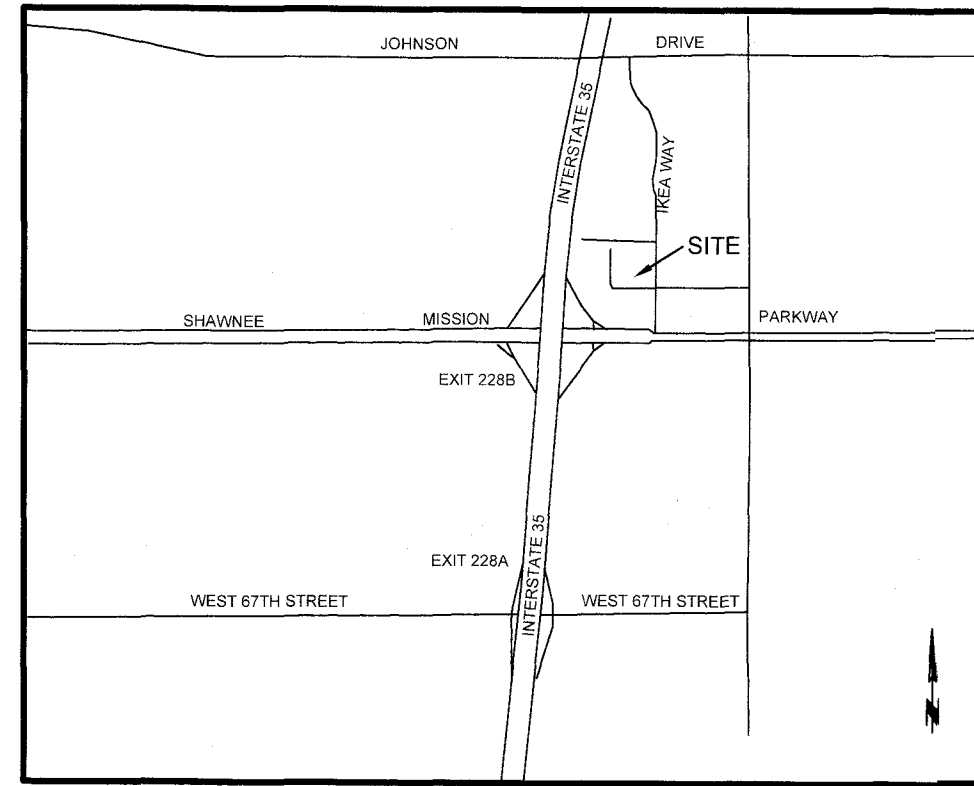 JOHNSON DRIVE
INTERSTATE 35
IKEA WAY
SITE
SHAWNEE MISSION PARKWAY
EXIT 228B
EXIT 228A
INTERSTATE 35
WEST 67TH STREET WEST 67TH STREET
N